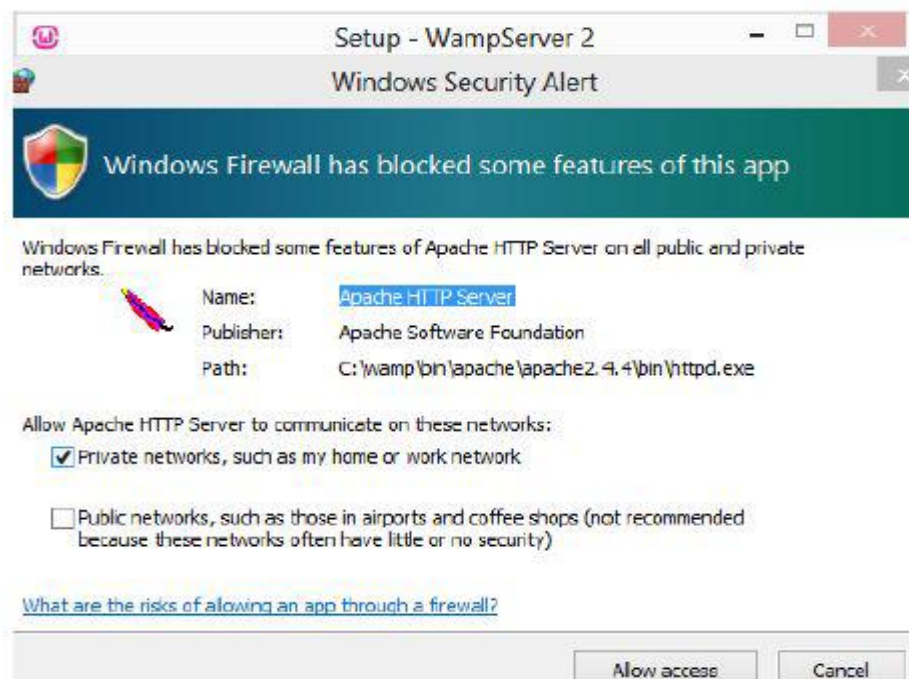 Setup - WampServer 2
Windows Security Alert
Windows Firewall has blocked some features of this app
Windows Firewall has blocked some features of Apache HTTP Server on all public and private
networks.
Name: Apache HTTP Server
Publisher: Apache Software Foundation
Path: C:\wamp\bin\apache\apache2.4.4\bin\httpd.exe
Allow Apache HTTP Server to communicate on these networks:
Private networks, such as my home or work network
Public networks, such as those in airports and coffee shops (not recommended
because these networks often have little or no security)
What are the risks of allowing an app through a firewall?
Allow access Cancel